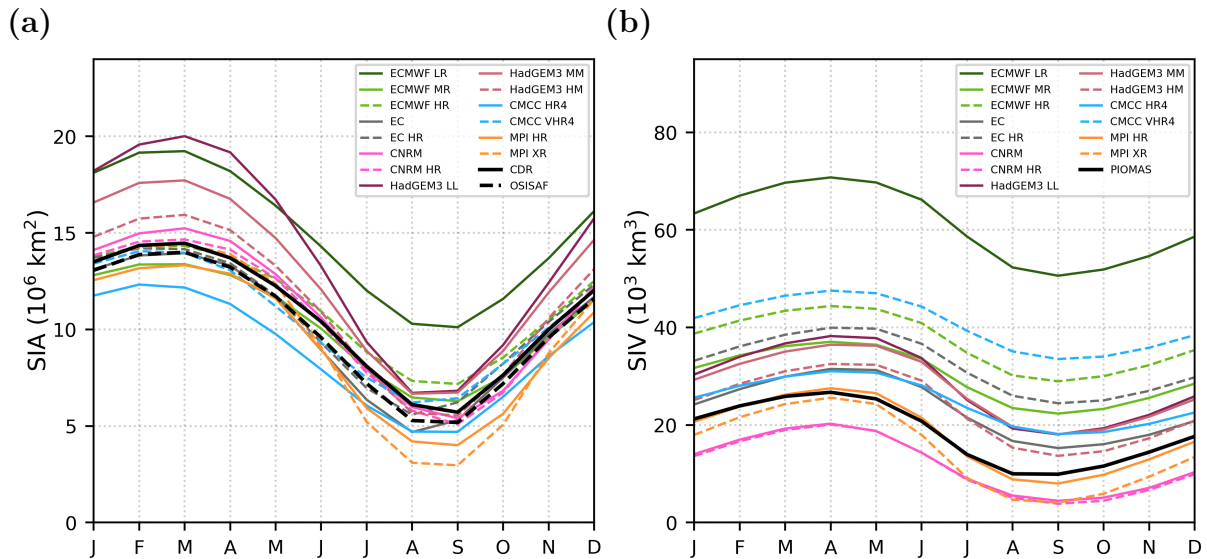 (a)
(b)
SIA (10⁶ km²)
20
15
10
5
0
J F M A M J J A S O N D
ECMWF LR
ECMWF MR
ECMWF HR
EC
EC HR
CNRM
CNRM HR
HadGEM3 LL
HadGEM3 MM
HadGEM3 HM
CMCC HR4
CMCC VHR4
MPI HR
MPI XR
CDR
OSISAF
SIV (10³ km³)
80
60
40
20
0
J F M A M J J A S O N D
ECMWF LR
ECMWF MR
ECMWF HR
EC
EC HR
CNRM
CNRM HR
HadGEM3 LL
HadGEM3 MM
HadGEM3 HM
CMCC HR4
CMCC VHR4
MPI HR
MPI XR
PIOMAS